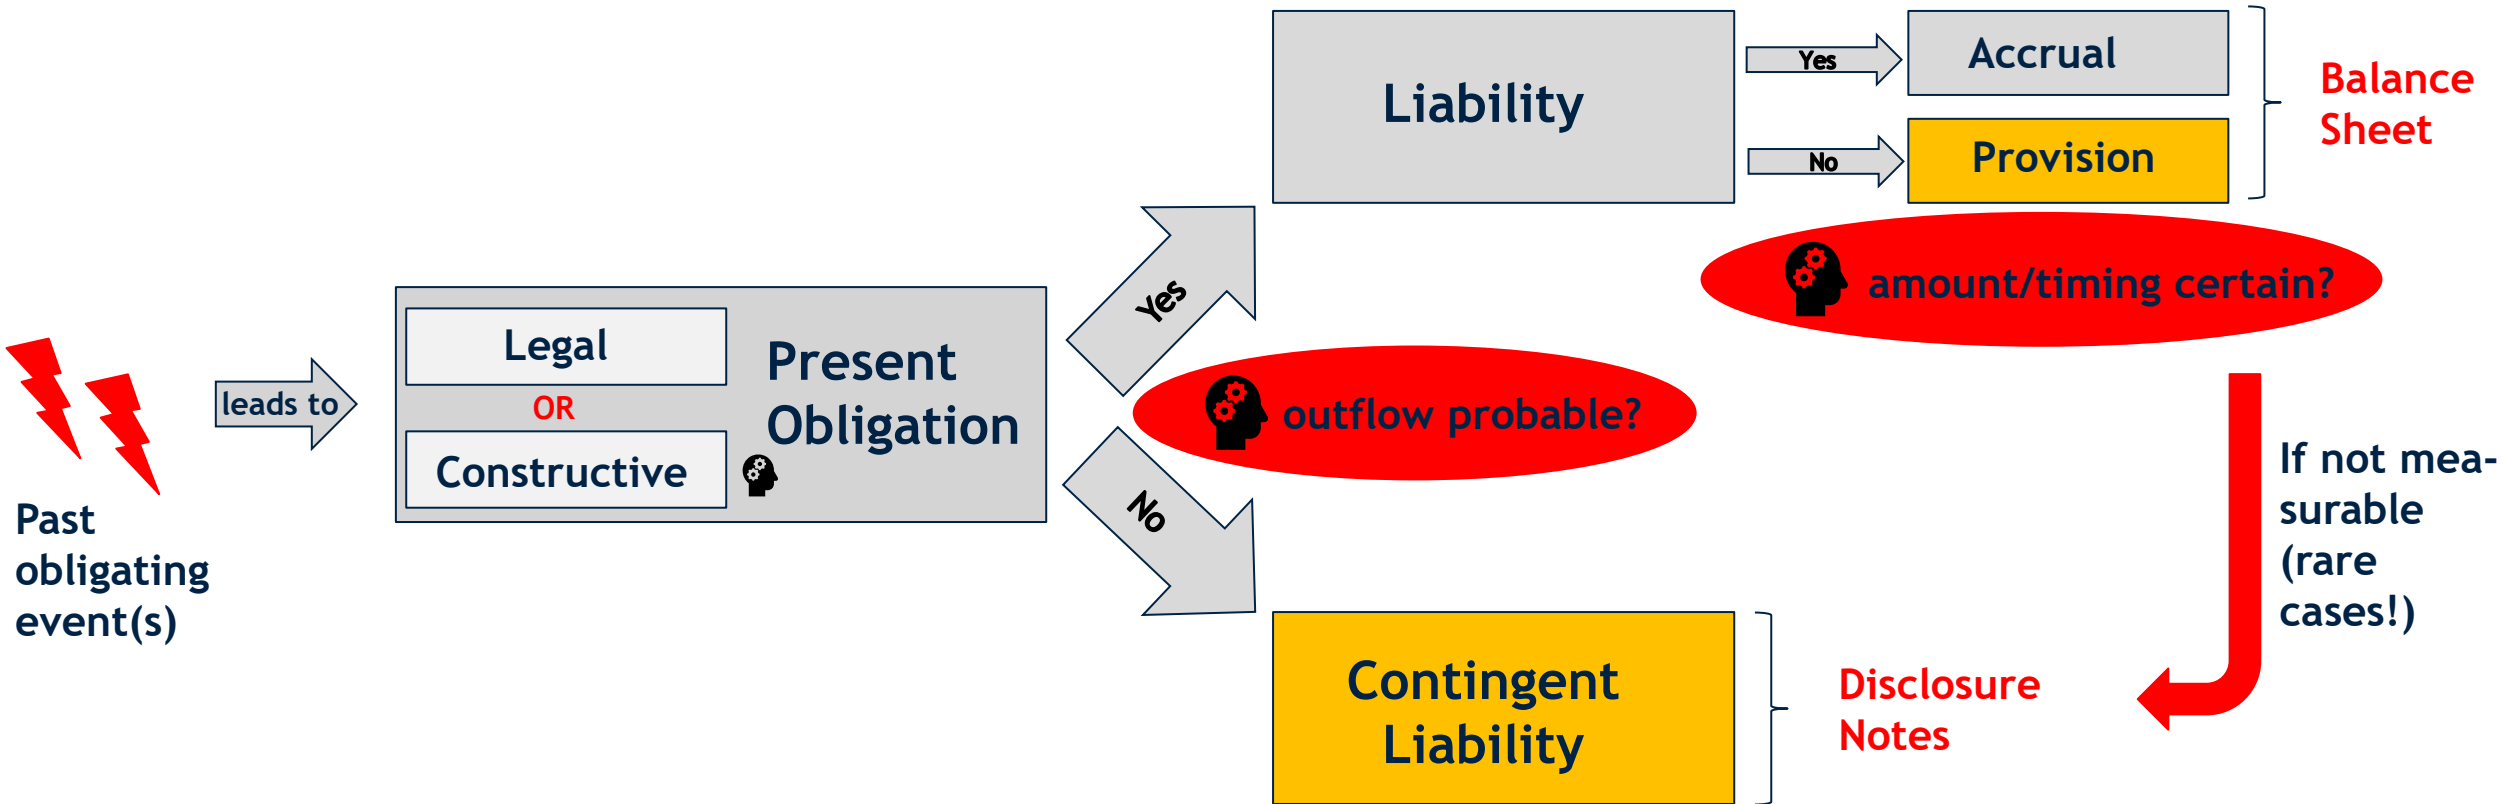 Past
obligating
event(s)
leads to
Legal
OR
Constructive
Present
Obligation
Yes
No
outflow probable?
Liability
Yes
No
Accrual
Provision
Balance
Sheet
amount/timing certain?
If not mea-
surable
(rare
cases!)
Contingent
Liability
Disclosure
Notes